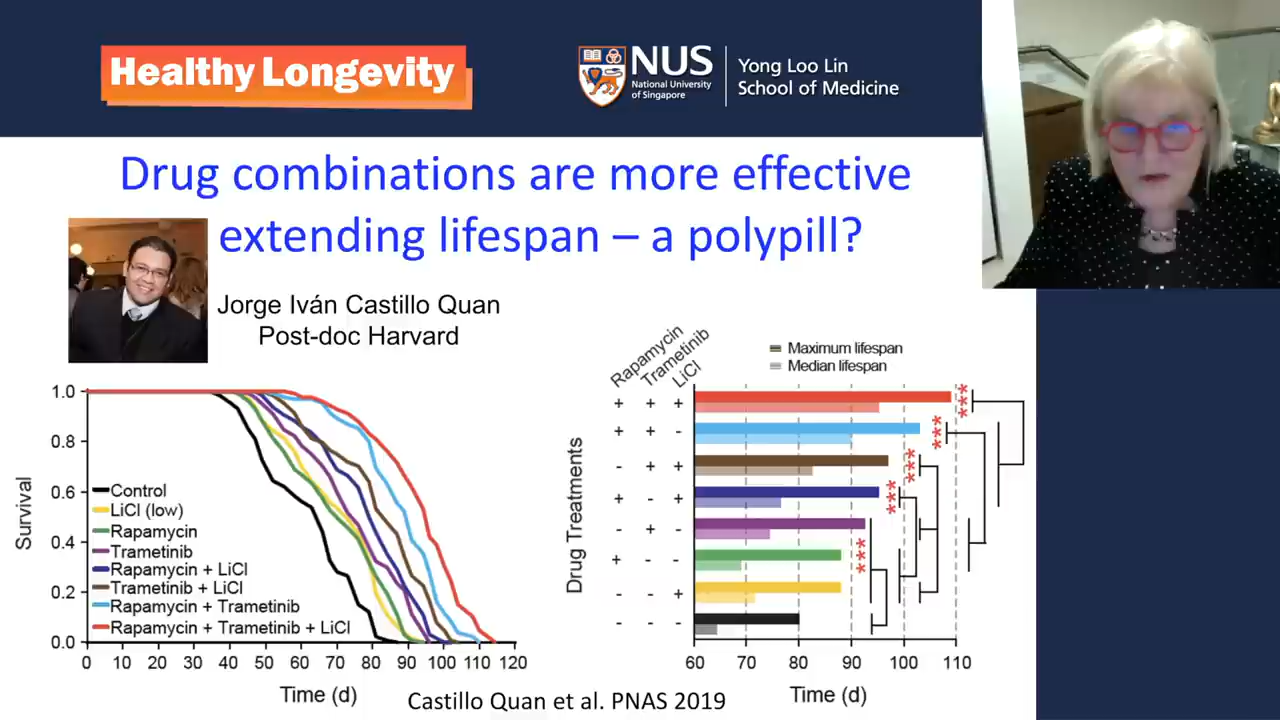 Healthy Longevity
NUS
National University
of Singapore
Yong Loo Lin
School of Medicine
Drug combinations are more effective
extending lifespan – a polypill?
Jorge Iván Castillo Quan
Post-doc Harvard
1.0
0.8
0.6
0.4
0.2
0.0
Survival
Control
LiCl (low)
Rapamycin
Trametinib
Rapamycin + LiCl
Trametinib + LiCl
Rapamycin + Trametinib
Rapamycin + Trametinib + LiCl
0 10 20 30 40 50 60 70 80 90 100 110 120
Time (d)
Rapamycin
Trametinib
LiCl
Maximum lifespan
Median lifespan
Drug Treatments
+ + + ***
+ + - ***
- + + ***
+ - + ***
- + -
+ - - ***
- - +
- - -
60 70 80 90 100 110
Time (d)
Castillo Quan et al. PNAS 2019